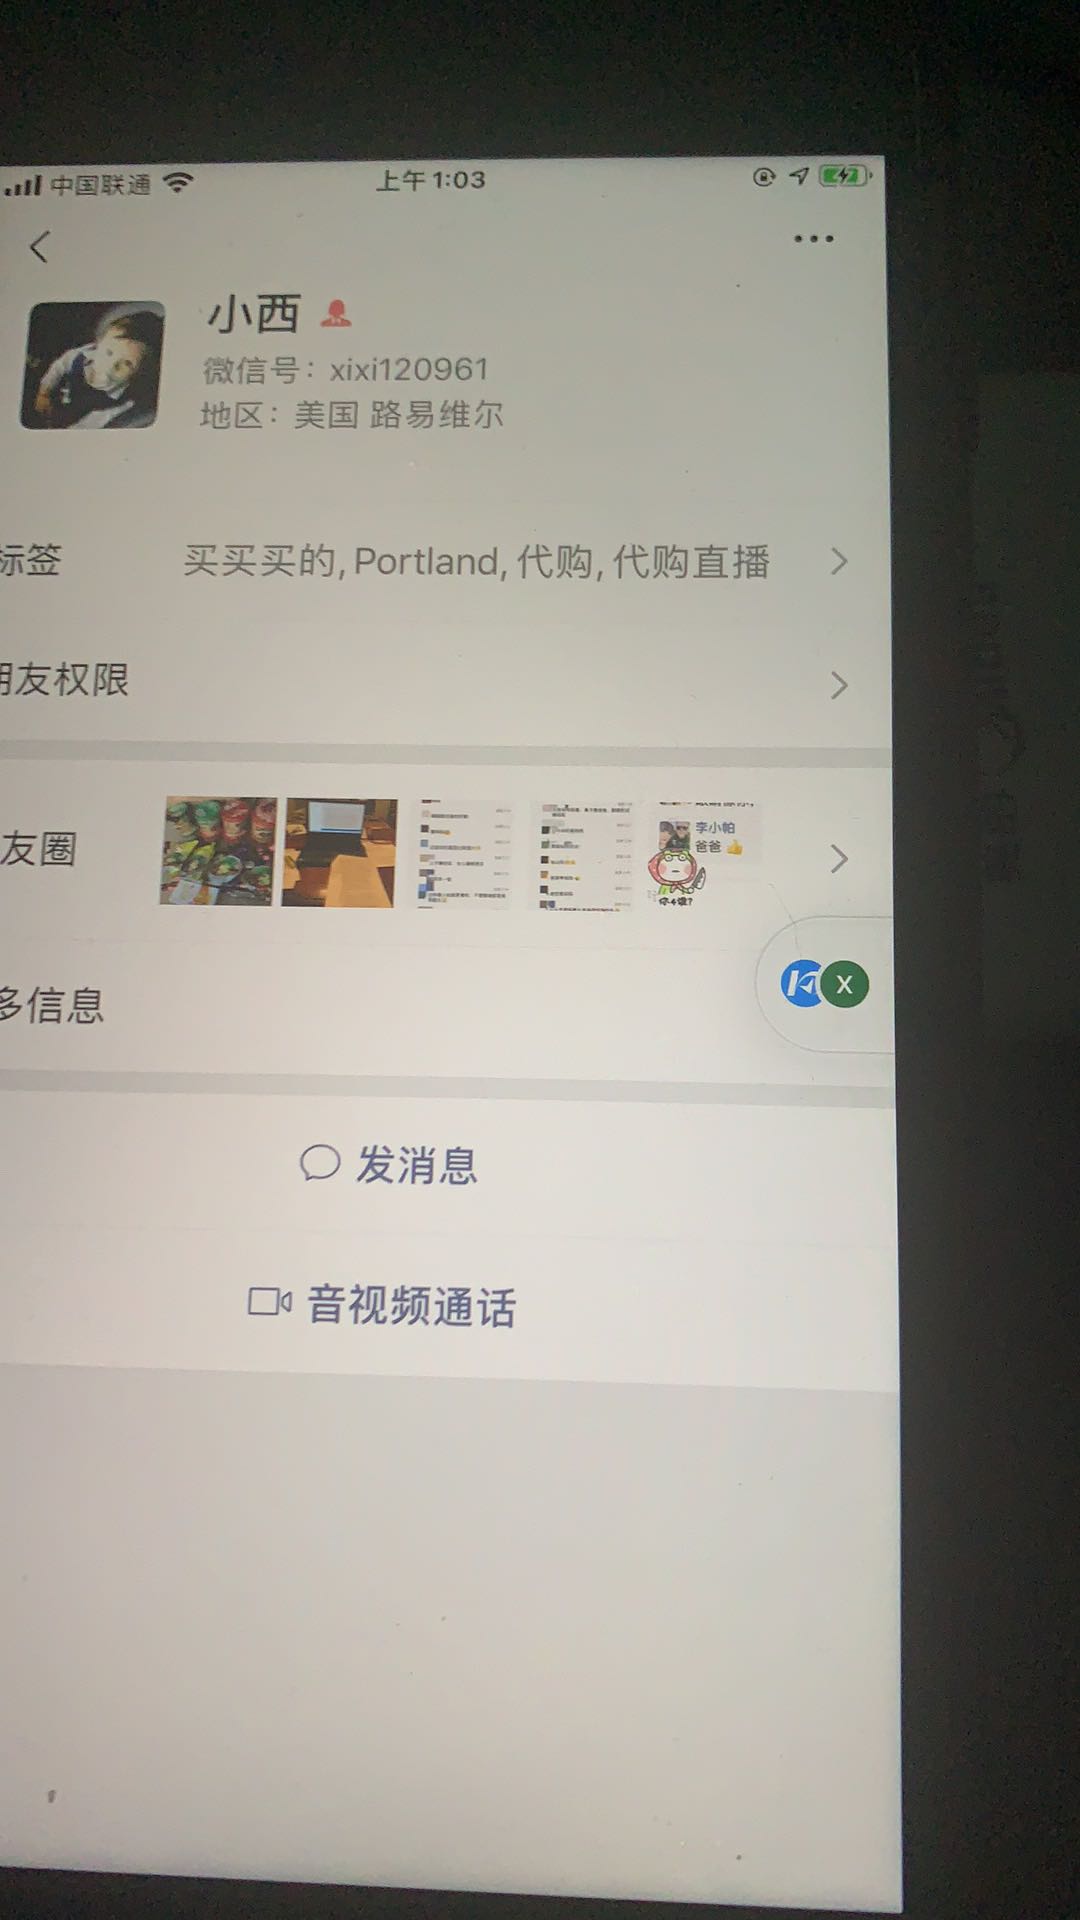 中国联通
上午1:03
小西
微信号：xixi120961
地区：美国 路易维尔
标签
买买买的, Portland, 代购, 代购直播
朋友权限
友圈
李小帕
爸爸
你4谁?
X
多信息
发消息
音视频通话